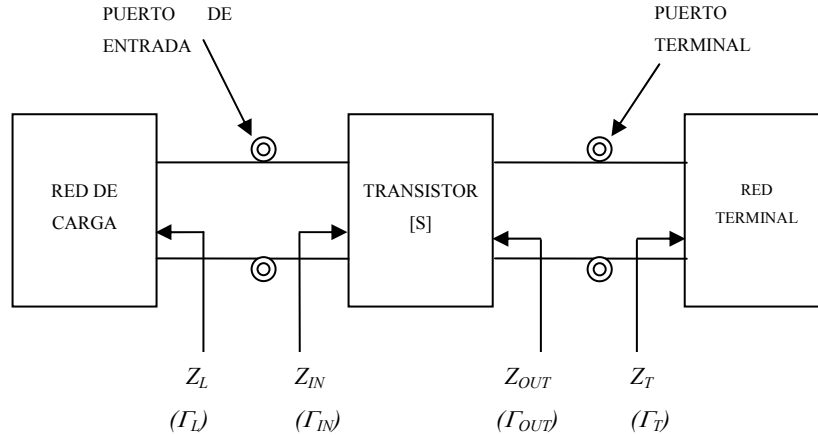 PUERTO DE
ENTRADA
PUERTO
TERMINAL
RED DE
CARGA
TRANSISTOR
[S]
RED
TERMINAL
Z_L
Z_IN
Z_OUT
Z_T
(Γ_L)
(Γ_IN)
(Γ_OUT)
(Γ_T)